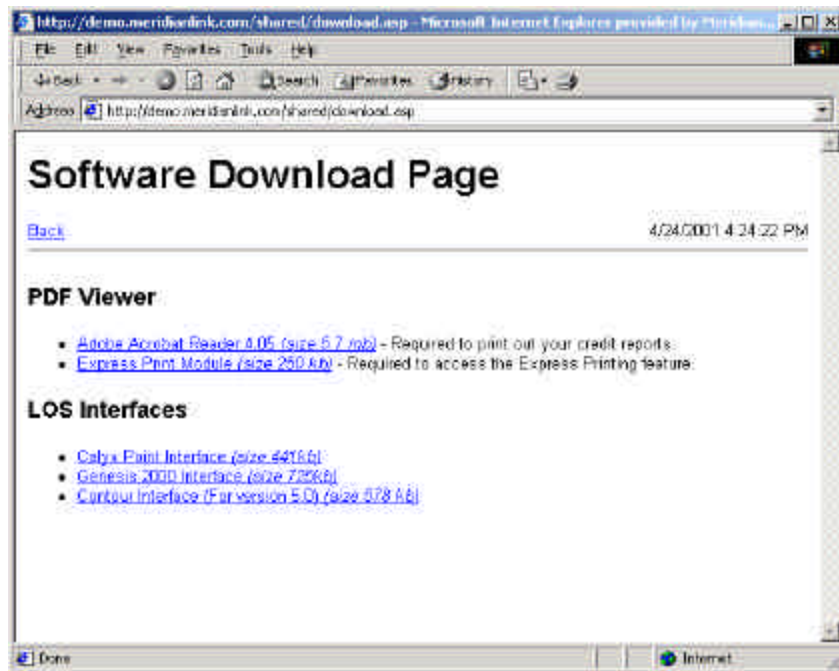 http://demo.meridianlink.com/shared/download.asp - Microsoft Internet Explorer provided by Meridian...
File Edit View Favorites Tools Help
Back Search Favorites History
Address http://demo.meridianlink.com/shared/download.asp
Software Download Page
Back 4/24/2001 4:24:22 PM
PDF Viewer
• Adobe Acrobat Reader 4.05 (size 5.7 mb) - Required to print out your credit reports.
• Express Print Module (size 250 kb) - Required to access the Express Printing feature.
LOS Interfaces
• Calyx Point Interface (size 441kb)
• Genesis 2000 Interface (size 725kb)
• Contour Interface (For version 5.0) (size 578 kb)
Done Internet